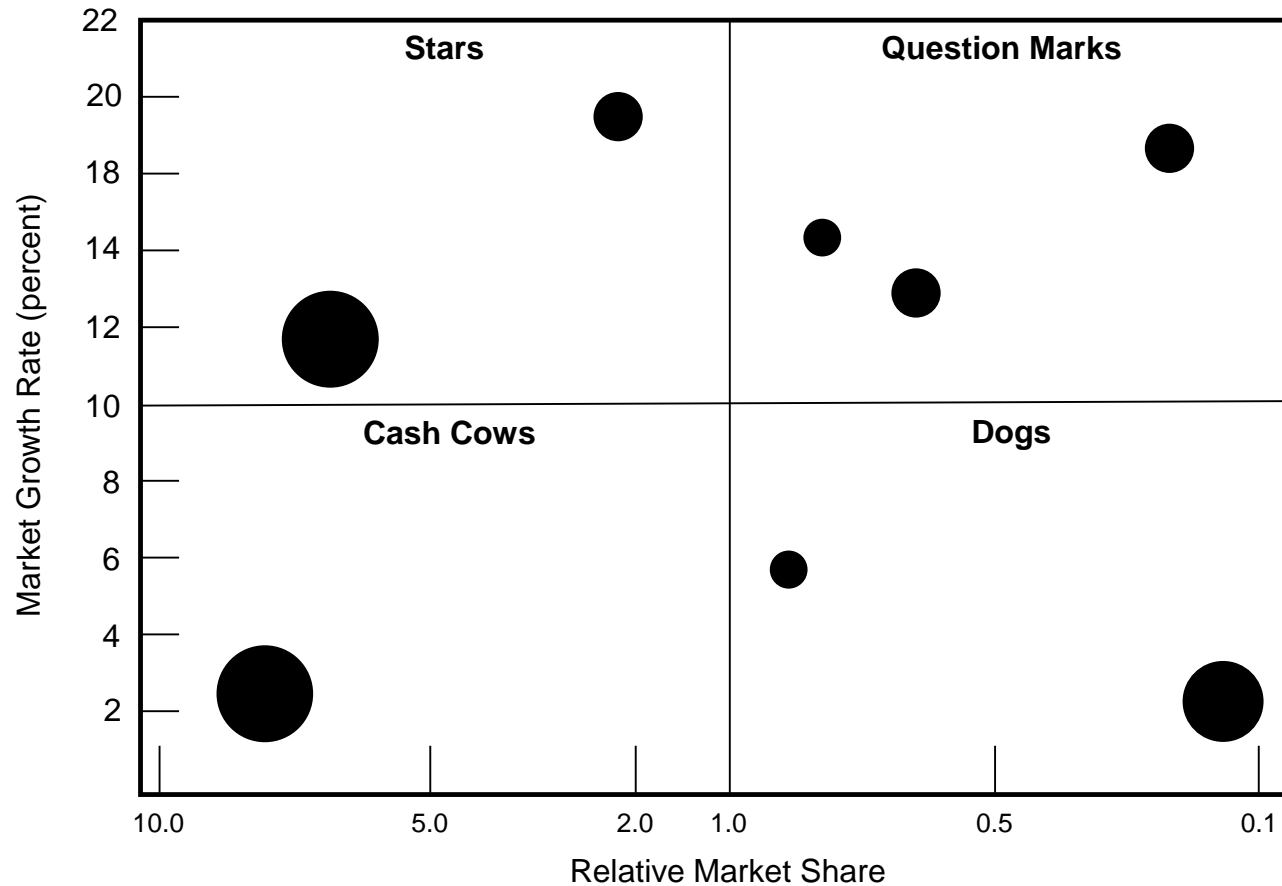 22
Stars
Question Marks
20
18
14
12
10
Cash Cows
Dogs
8
6
4
2
Market Growth Rate (percent)
10.0 5.0 2.0 1.0 0.5 0.1
Relative Market Share